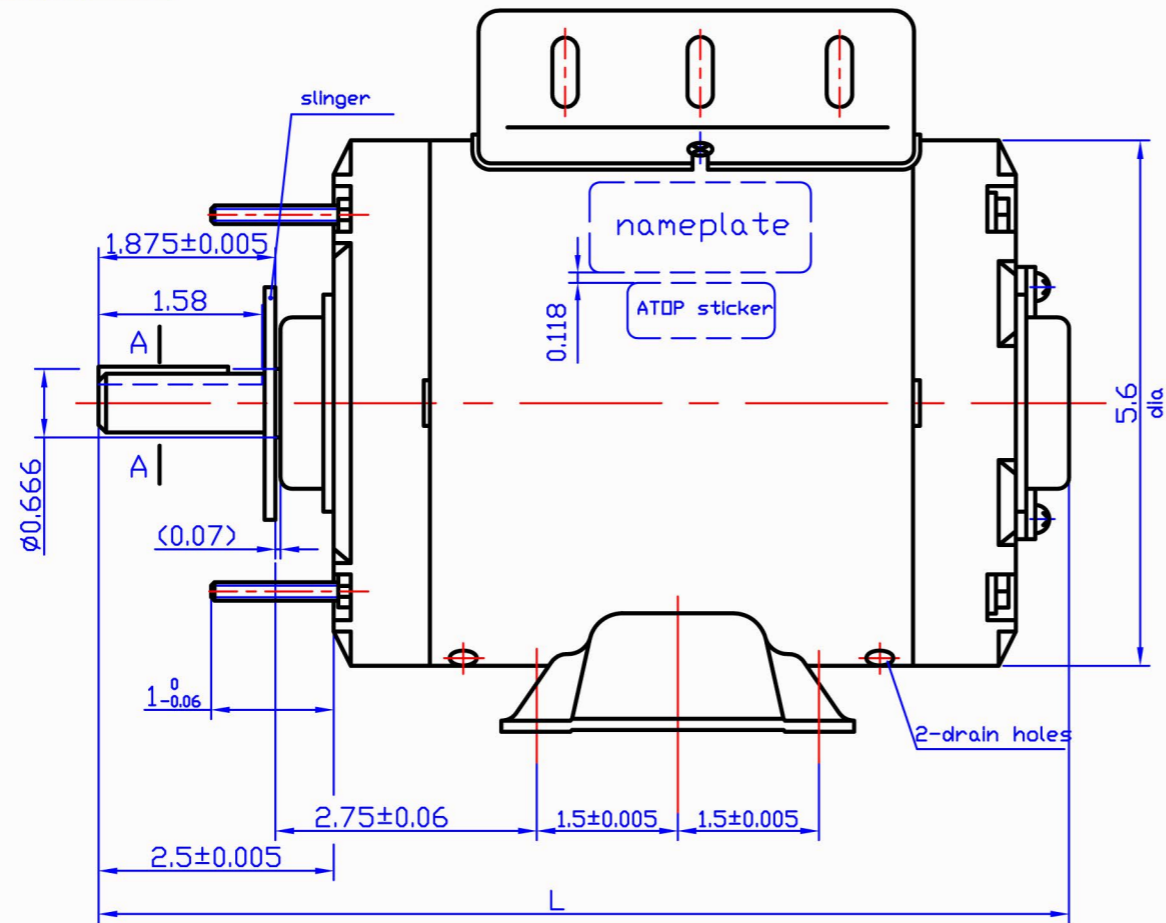 slinger
nameplate
1.875±0.005
1.58
ATOP sticker
0.118
A
5.6
dia
A
Ø0.666
(0.07)
1 0 -0.06
2-drain holes
2.75±0.06
1.5±0.005
1.5±0.005
2.5±0.005
L